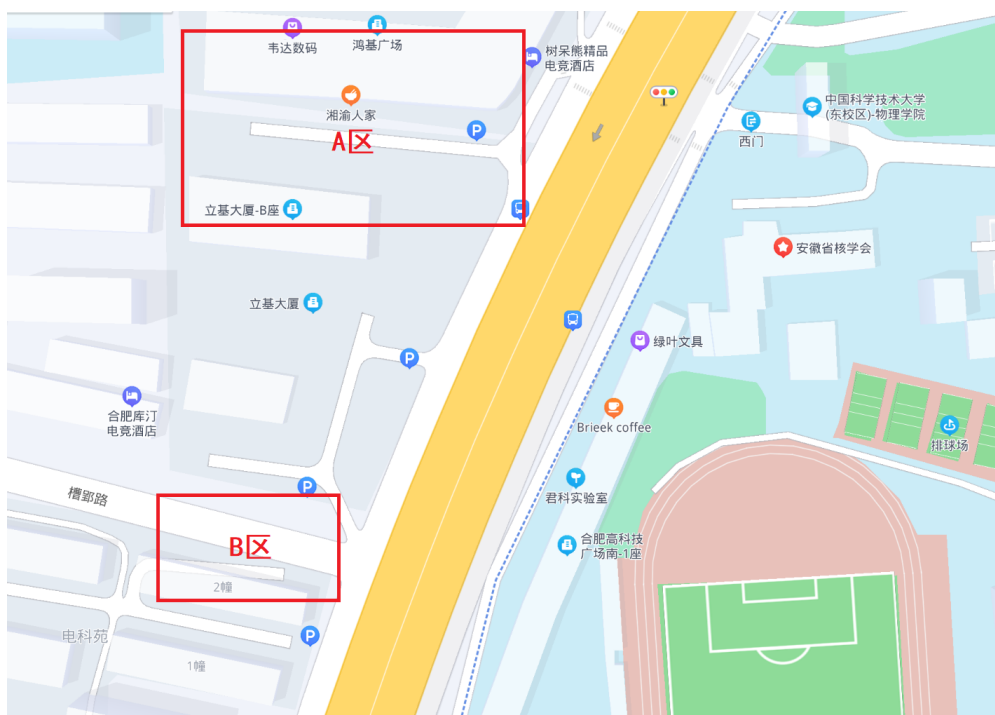 韦达数码
鸿基广场
树呆熊精品
电竞酒店
湘渝人家
P
A区
中国科学技术大学
(东校区)-物理学院
西门
立基大厦-B座
安徽省核学会
立基大厦
绿叶文具
P
合肥库汀
电竞酒店
Brieek coffee
排球场
P
槽郢路
君科实验室
B区
合肥高科技
广场南-1座
2幢
电科苑
P
1幢